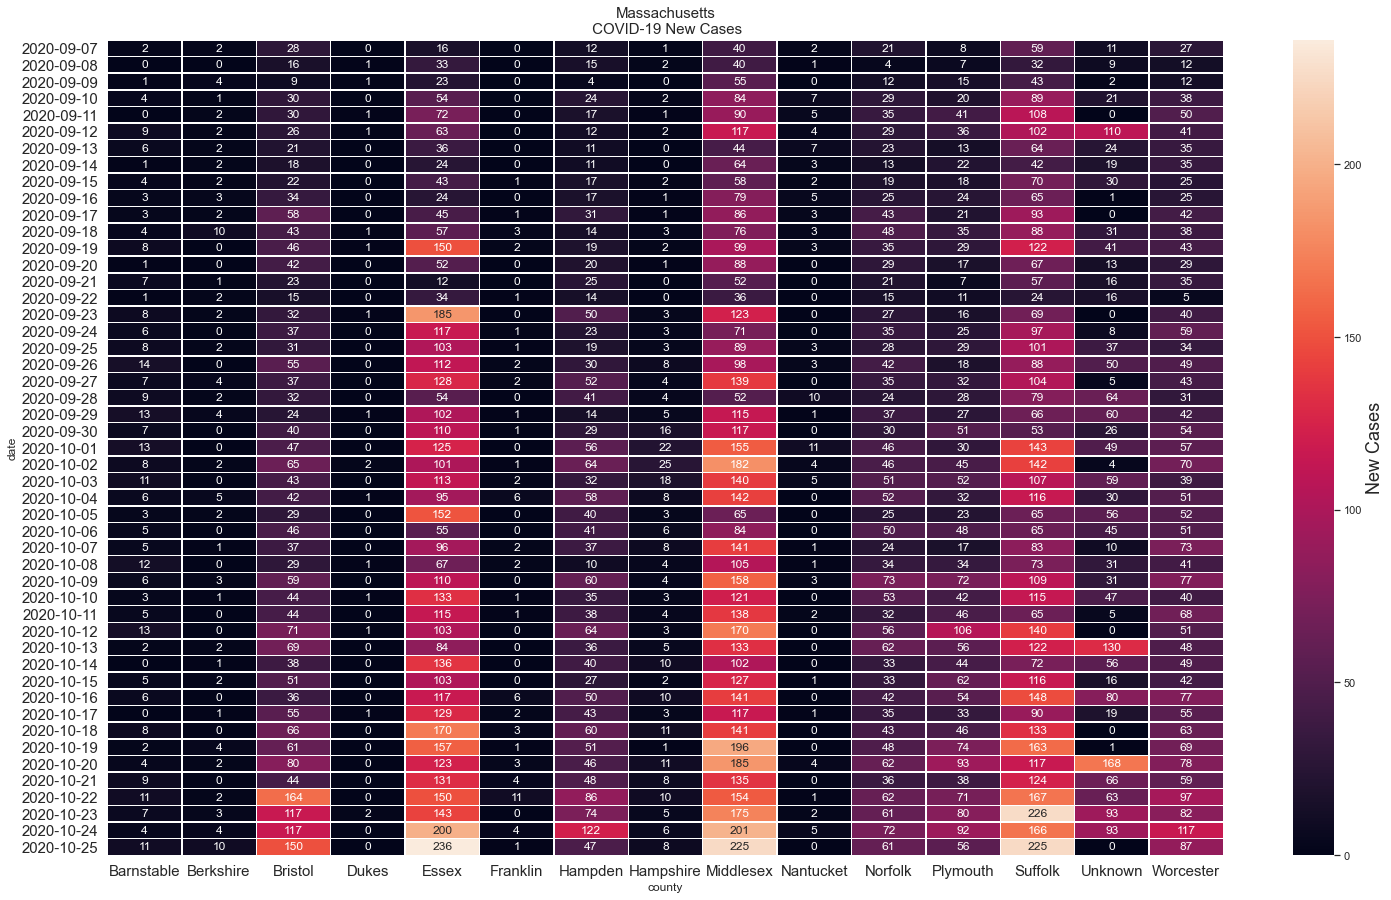 Massachusetts
COVID-19 New Cases
2020-09-07 2 2 28 0 16 0 12 1 40 2 21 8 59 11 27
2020-09-08 0 0 16 1 33 0 15 2 40 1 4 7 32 9 12
2020-09-09 1 4 9 1 23 0 4 0 55 0 12 15 43 2 12
2020-09-10 4 1 30 0 54 0 24 2 84 7 29 20 89 21 38
2020-09-11 0 2 30 1 72 0 17 1 90 5 35 41 108 0 50
2020-09-12 9 2 26 1 63 0 12 2 117 4 29 36 102 110 41
2020-09-13 6 2 21 0 36 0 11 0 44 7 23 13 64 24 35
2020-09-14 1 2 18 0 24 0 11 0 64 3 13 22 42 19 35
2020-09-15 4 2 22 0 43 1 17 2 58 2 19 18 70 30 25
2020-09-16 3 3 34 0 24 0 17 1 79 5 25 24 65 1 25
2020-09-17 3 2 58 0 45 1 31 1 86 3 43 21 93 0 42
2020-09-18 4 10 43 1 57 3 14 3 76 3 48 35 88 31 38
2020-09-19 8 0 46 1 150 2 19 2 99 3 35 29 122 41 43
2020-09-20 1 0 42 0 52 0 20 1 88 0 29 17 67 13 29
2020-09-21 7 1 23 0 12 0 25 0 52 0 21 7 57 16 35
2020-09-22 1 2 15 0 34 1 14 0 36 0 15 11 24 16 5
2020-09-23 8 2 32 1 185 0 50 3 123 0 27 16 69 0 40
2020-09-24 6 0 37 0 117 1 23 3 71 0 35 25 97 8 59
2020-09-25 8 2 31 0 103 1 19 3 89 3 28 29 101 37 34
2020-09-26 14 0 55 0 112 2 30 8 98 3 42 18 88 50 49
2020-09-27 7 4 37 0 128 2 52 4 139 0 35 32 104 5 43
2020-09-28 9 2 32 0 54 0 41 4 52 10 24 28 79 64 31
2020-09-29 13 4 24 1 102 1 14 5 115 1 37 27 66 60 42
2020-09-30 7 0 40 0 110 1 29 16 117 0 30 51 53 26 54
2020-10-01 13 0 47 0 125 0 56 22 155 11 46 30 143 49 57
2020-10-02 8 2 65 2 101 1 64 25 182 4 46 45 142 4 70
2020-10-03 11 0 43 0 113 2 32 18 140 5 51 52 107 59 39
2020-10-04 6 5 42 1 95 6 58 8 142 0 52 32 116 30 51
2020-10-05 3 2 29 0 152 0 40 3 65 0 25 23 65 56 52
2020-10-06 5 0 46 0 55 0 41 6 84 0 50 48 65 45 51
2020-10-07 5 1 37 0 96 2 37 8 141 1 24 17 83 10 73
2020-10-08 12 0 29 1 67 2 10 4 105 1 34 34 73 31 41
2020-10-09 6 3 59 0 110 0 60 4 158 3 73 72 109 31 77
2020-10-10 3 1 44 1 133 1 35 3 121 0 53 42 115 47 40
2020-10-11 5 0 44 0 115 1 38 4 138 2 32 46 65 5 68
2020-10-12 13 0 71 1 103 0 64 3 170 0 56 106 140 0 51
2020-10-13 2 2 69 0 84 0 36 5 133 0 62 56 122 130 48
2020-10-14 0 1 38 0 136 0 40 10 102 0 33 44 72 56 49
2020-10-15 5 2 51 0 103 0 27 2 127 1 33 62 116 16 42
2020-10-16 6 0 36 0 117 6 50 10 141 0 42 54 148 80 77
2020-10-17 0 1 55 1 129 2 43 3 117 1 35 33 90 19 55
2020-10-18 8 0 66 0 170 3 60 11 141 0 43 46 133 0 63
2020-10-19 2 4 61 0 157 1 51 1 196 0 48 74 163 1 69
2020-10-20 4 2 80 0 123 3 46 11 185 4 62 93 117 168 78
2020-10-21 9 0 44 0 131 4 48 8 135 0 36 38 124 66 59
2020-10-22 11 2 164 0 150 11 86 10 154 1 62 71 167 63 97
2020-10-23 7 3 117 2 143 0 74 5 175 0 61 80 226 93 82
2020-10-24 4 4 117 0 200 4 122 6 201 5 72 92 166 93 117
2020-10-25 11 10 150 0 236 1 47 8 225 0 61 56 225 0 87
Barnstable Berkshire Bristol Dukes Essex Franklin Hampden Hampshire Middlesex Nantucket Norfolk Plymouth Suffolk Unknown Worcester
county
date
200
150
100
50
0
New Cases